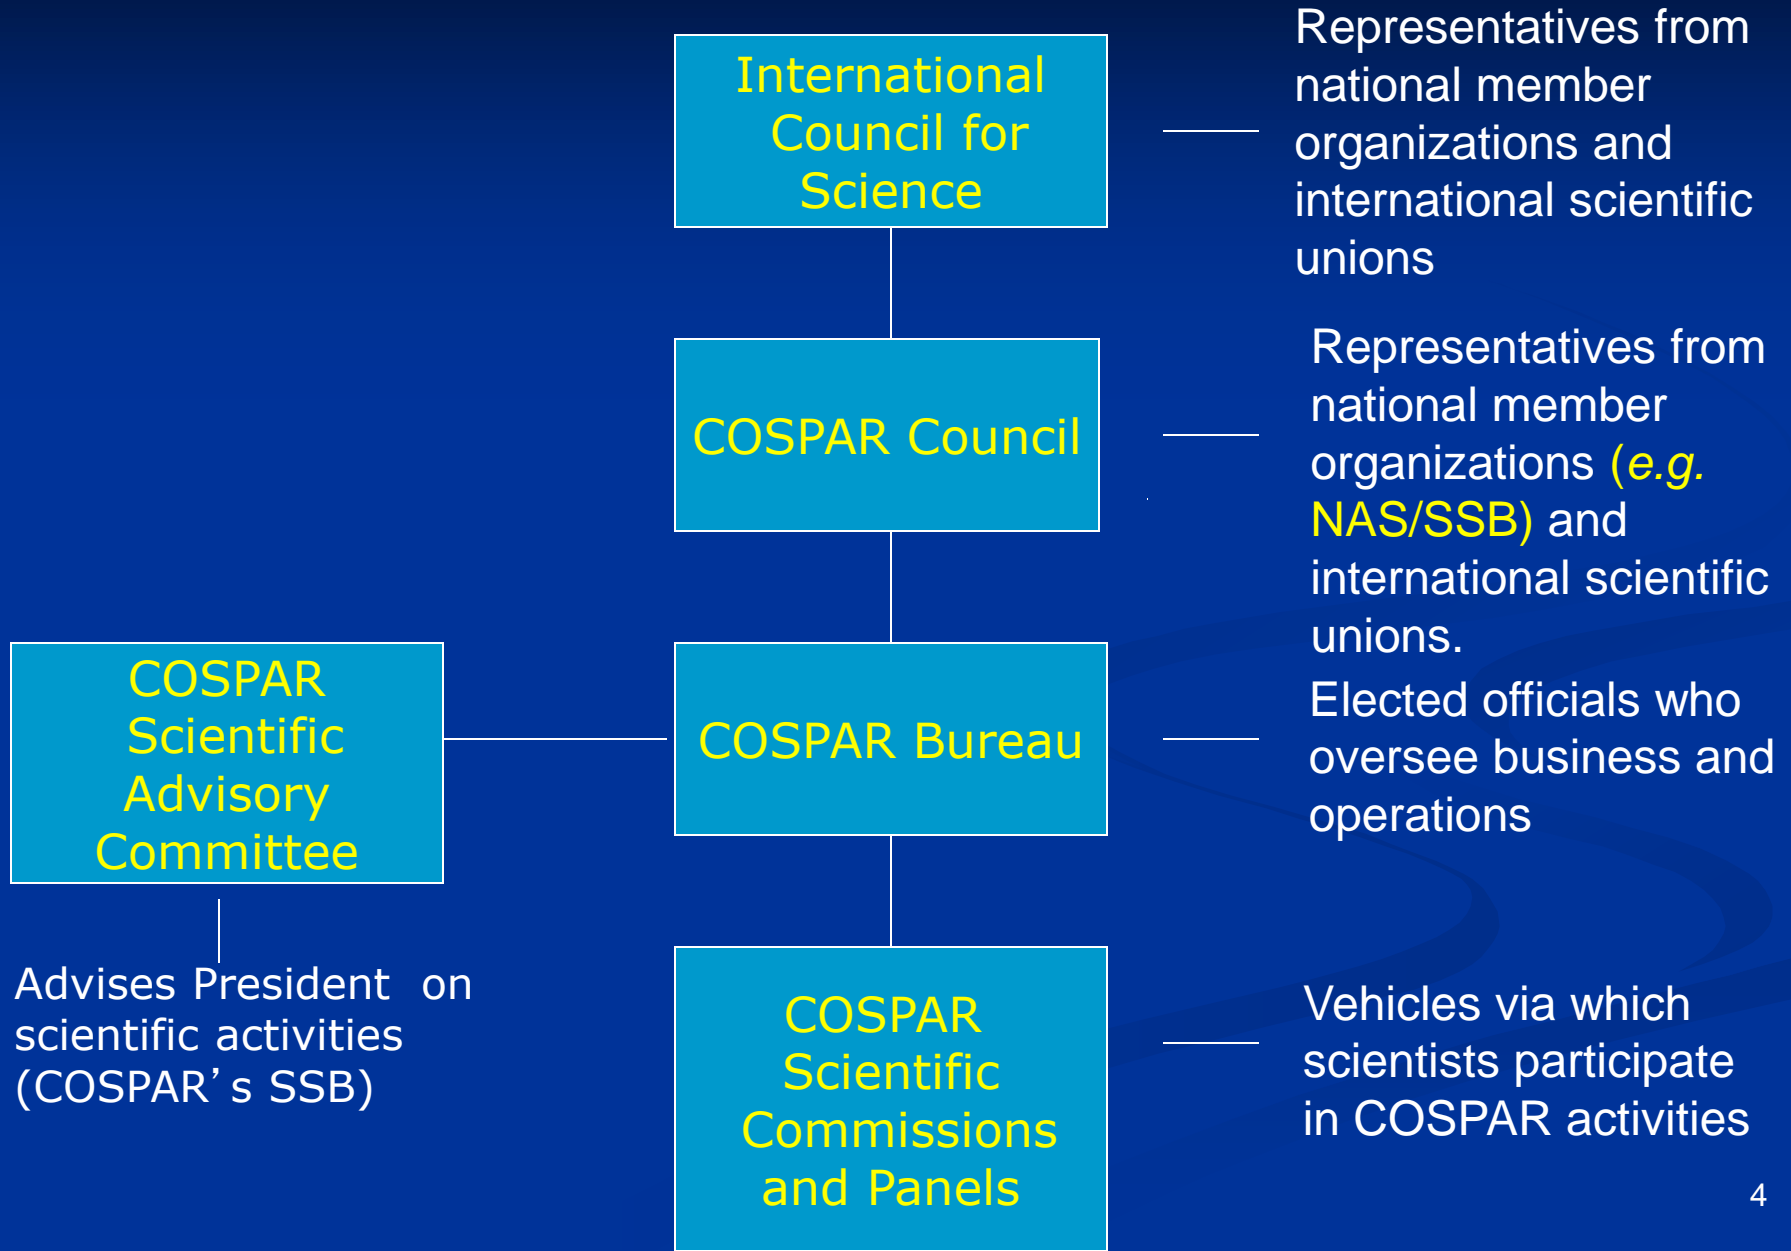 International
Council for
Science
Representatives from
national member
organizations and
international scientific
unions
COSPAR Council
Representatives from
national member
organizations (e.g.
NAS/SSB) and
international scientific
unions.
COSPAR
Scientific
Advisory
Committee
COSPAR Bureau
Elected officials who
oversee business and
operations
Advises President on
scientific activities
(COSPAR’s SSB)
COSPAR
Scientific
Commissions
and Panels
Vehicles via which
scientists participate
in COSPAR activities
4